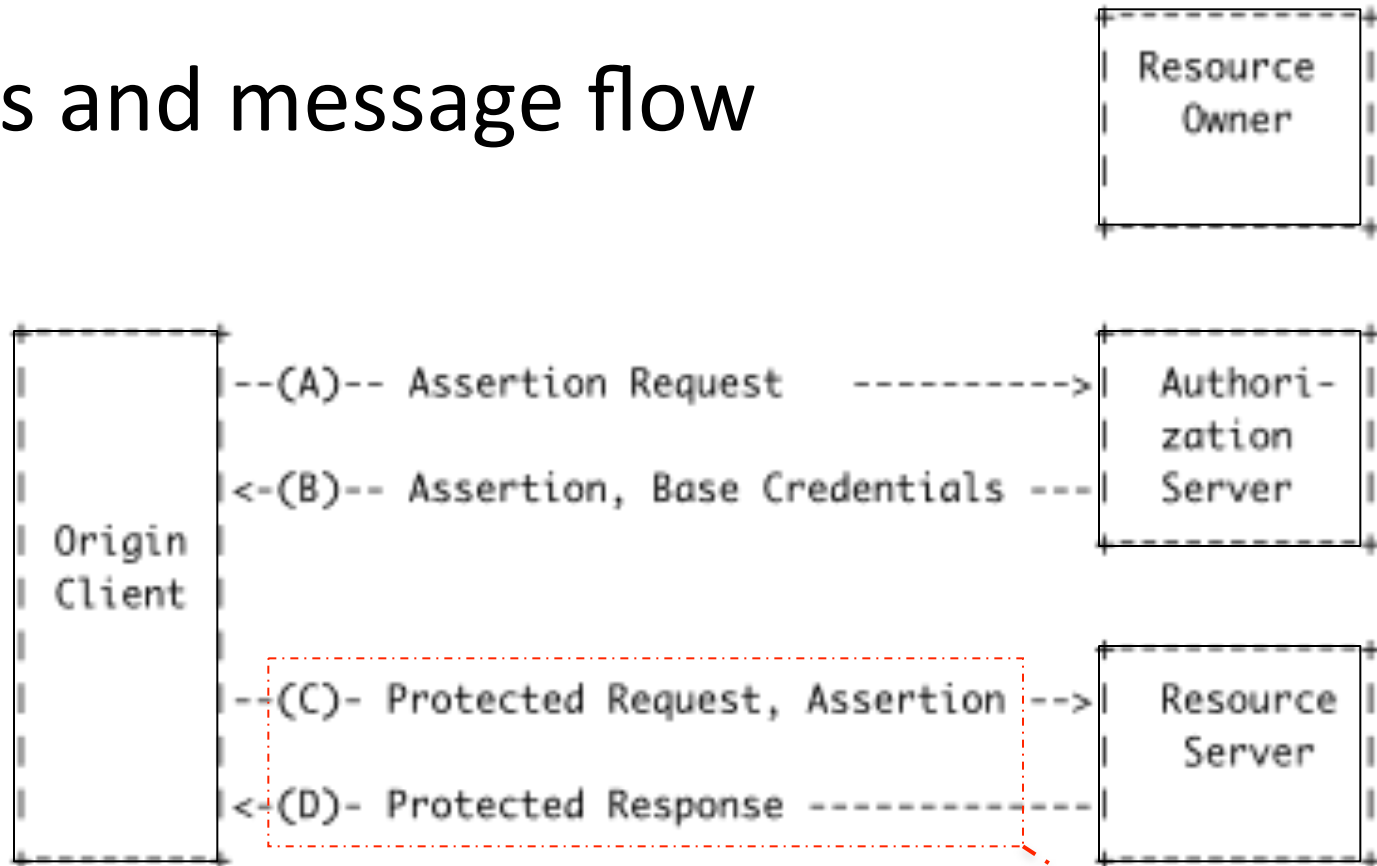 s and message flow
Resource
Owner
--(A)-- Assertion Request ---------->
<-(B)-- Assertion, Base Credentials ---
Authori-
zation
Server
Origin
Client
--(C)- Protected Request, Assertion -->
<-(D)- Protected Response -------------
Resource
Server